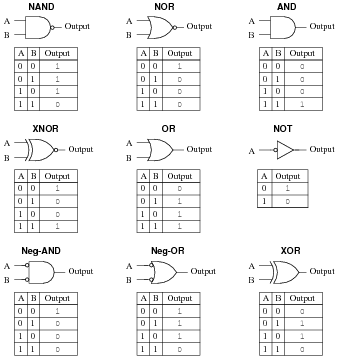 NAND NOR AND
A Output A Output A Output
B B B
A B Output A B Output A B Output
0 0 1 0 0 1 0 0 0
0 1 1 0 1 0 0 1 0
1 0 1 1 0 0 1 0 0
1 1 0 1 1 0 1 1 1
XNOR OR NOT
A Output A Output A Output
B B
A B Output A B Output A Output
0 0 1 0 0 0 0 1
0 1 0 0 1 1 1 0
1 0 0 1 0 1
1 1 1 1 1 1
Neg-AND Neg-OR XOR
A Output A Output A Output
B B B
A B Output A B Output A B Output
0 0 1 0 0 1 0 0 0
0 1 0 0 1 1 0 1 1
1 0 0 1 0 1 1 0 1
1 1 0 1 1 0 1 1 0